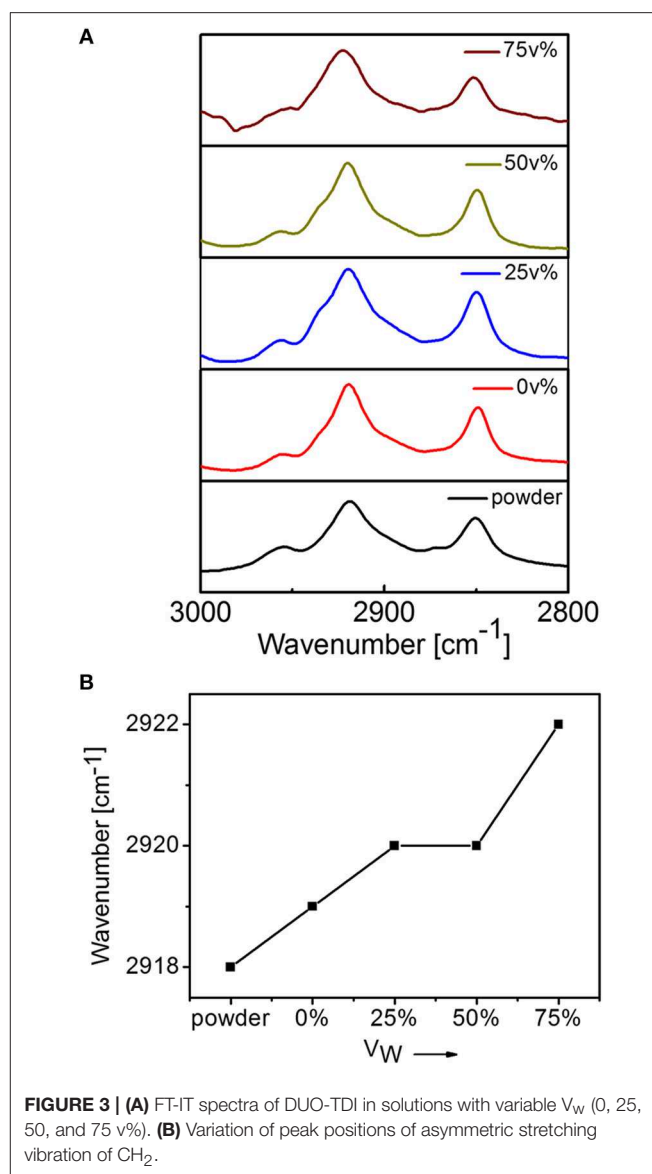 A
75v%
50v%
25v%
0v%
powder
3000 2900 2800
Wavenumber [cm⁻¹]
B
2922
2920
2918
Wavenumber [cm⁻¹]
powder 0% 25% 50% 75%
V_W →
FIGURE 3 | (A) FT-IT spectra of DUO-TDI in solutions with variable V_W (0, 25,
50, and 75 v%). (B) Variation of peak positions of asymmetric stretching
vibration of CH₂.